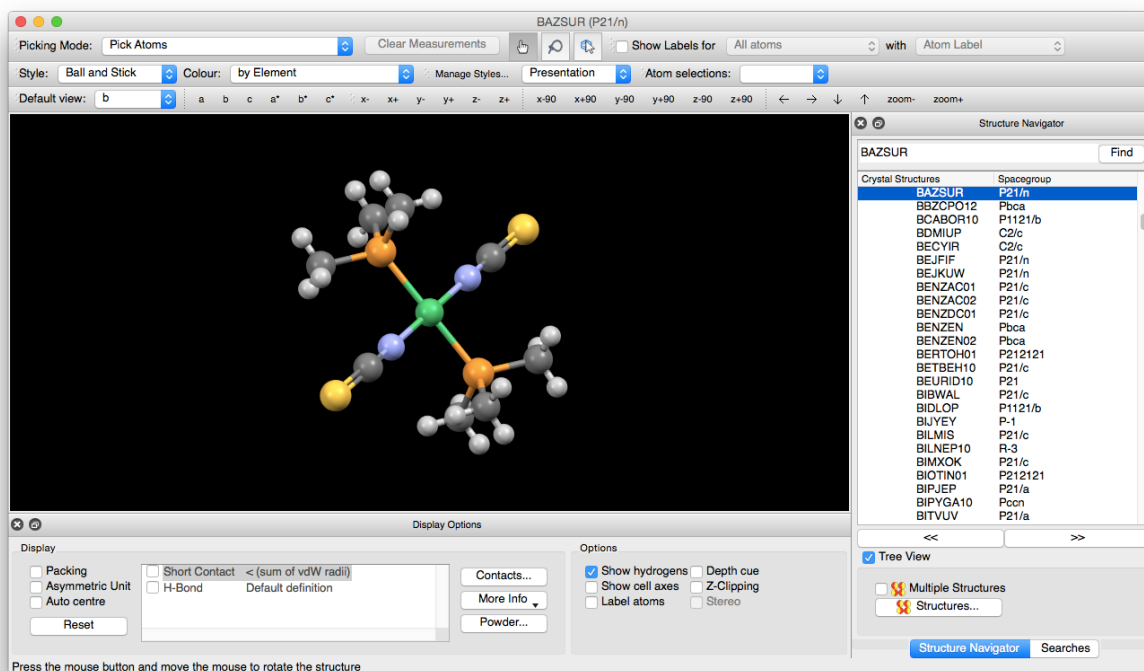 BAZSUR (P21/n)
Picking Mode: Pick Atoms Clear Measurements Show Labels for All atoms with Atom Label
Style: Ball and Stick Colour: by Element Manage Styles... Presentation Atom selections:
Default view: b a b c a* b* c* x- x+ y- y+ z- z+ x-90 x+90 y-90 y+90 z-90 z+90 ← → ↓ ↑ zoom- zoom+
Structure Navigator
BAZSUR Find
Crystal Structures Spacegroup
BAZSUR P21/n
BBZCPO12 Pbca
BCABOR10 P1121/b
BDMIUP C2/c
BECYIR C2/c
BEJFIF P21/n
BEJKUW P21/n
BENZAC01 P21/c
BENZAC02 P21/c
BENZDC01 P21/c
BENZEN Pbca
BENZEN02 Pbca
BERTOH01 P212121
BETBEH10 P21/c
BEURID10 P21
BIBWAL P21/c
BIDLOP P1121/b
BIJYEY P-1
BILMIS P21/c
BILNEP10 R-3
BIMXOK P21/c
BIOTIN01 P212121
BIPJEP P21/a
BIPYGA10 Pccn
BITVUV P21/a
<< >>
Tree View
Multiple Structures
Structures...
Structure Navigator Searches
Display Options
Display
Packing
Asymmetric Unit
Auto centre
Reset
Short Contact < (sum of vdW radii)
H-Bond Default definition
Contacts...
More Info
Powder...
Options
Show hydrogens Depth cue
Show cell axes Z-Clipping
Label atoms Stereo
Press the mouse button and move the mouse to rotate the structure